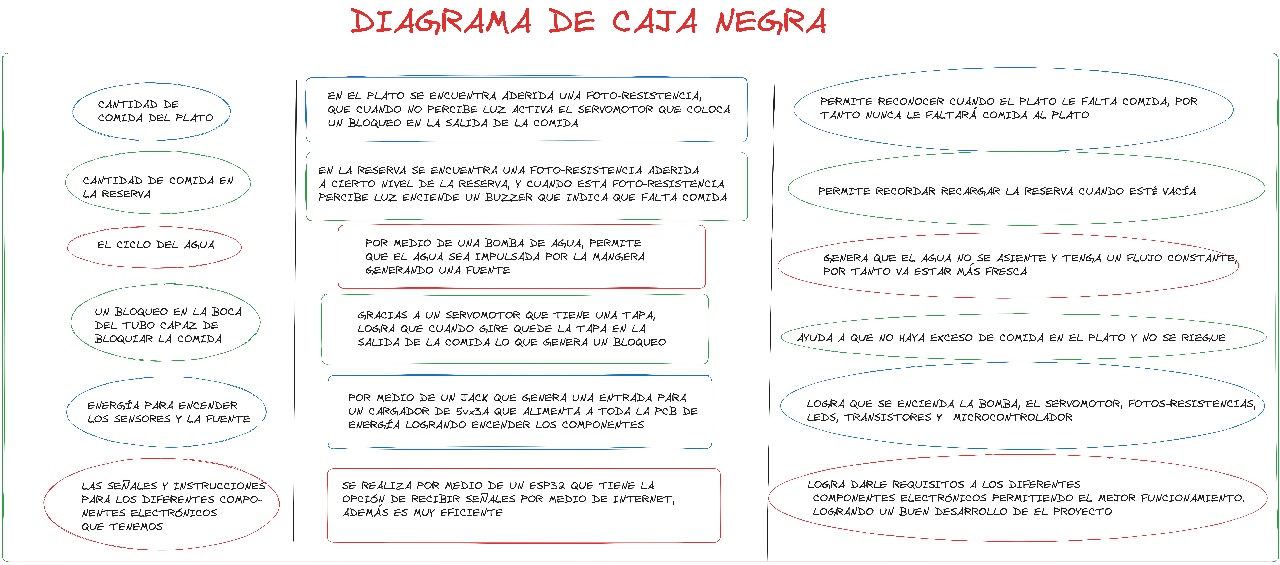 DIAGRAMA DE CAJA NEGRA
CANTIDAD DE
COMIDA DEL PLATO
EN EL PLATO SE ENCUENTRA ADERIDA UNA FOTO-RESISTENCIA,
QUE CUANDO NO PERCIBE LUZ ACTIVA EL SERVOMOTOR QUE COLOCA
UN BLOQUEO EN LA SALIDA DE LA COMIDA
PERMITE RECONOCER CUANDO EL PLATO LE FALTA COMIDA, POR
TANTO NUNCA LE FALTARÁ COMIDA AL PLATO
CANTIDAD DE COMIDA EN
LA RESERVA
EN LA RESERVA SE ENCUENTRA UNA FOTO-RESISTENCIA ADERIDA
A CIERTO NIVEL DE LA RESERVA, Y CUANDO ESTA FOTO-RESISTENCIA
PERCIBE LUZ ENCIENDE UN BUZZER QUE INDICA QUE FALTA COMIDA
PERMITE RECORDAR RECARGAR LA RESERVA CUANDO ESTÉ VACÍA
EL CICLO DEL AGUA
POR MEDIO DE UNA BOMBA DE AGUA, PERMITE
QUE EL AGUA SEA IMPULSADA POR LA MANGERA
GENERANDO UNA FUENTE
GENERA QUE EL AGUA NO SE ASIENTE Y TENGA UN FLUJO CONSTANTE,
POR TANTO VA ESTAR MÁS FRESCA
UN BLOQUEO EN LA BOCA
DEL TUBO CAPAZ DE
BLOQUIAR LA COMIDA
GRACIAS A UN SERVOMOTOR QUE TIENE UNA TAPA,
LOGRA QUE CUANDO GIRE QUEDE LA TAPA EN LA
SALIDA DE LA COMIDA LO QUE GENERA UN BLOQUEO
AYUDA A QUE NO HAYA EXCESO DE COMIDA EN EL PLATO Y NO SE RIEGUE
ENERGÍA PARA ENCENDER
LOS SENSORES Y LA FUENTE
POR MEDIO DE UN JACK QUE GENERA UNA ENTRADA PARA
UN CARGADOR DE 5vx3A QUE ALIMENTA A TODA LA PCB DE
ENERGÍA LOGRANDO ENCENDER LOS COMPONENTES
LOGRA QUE SE ENCIENDA LA BOMBA, EL SERVOMOTOR, FOTOS-RESISTENCIAS,
LEDS, TRANSISTORES Y MICROCONTROLADOR
LAS SEÑALES Y INSTRUCCIONES
PARA LOS DIFERENTES COMPO-
NENTES ELECTRÓNICOS
QUE TENEMOS
SE REALIZA POR MEDIO DE UN ESP32 QUE TIENE LA
OPCIÓN DE RECIBIR SEÑALES POR MEDIO DE INTERNET,
ADEMÁS ES MUY EFICIENTE
LOGRA DARLE REQUISITOS A LOS DIFERENTES
COMPONENTES ELECTRÓNICOS PERMITIENDO EL MEJOR FUNCIONAMIENTO.
LOGRANDO UN BUEN DESARROLLO DE EL PROYECTO